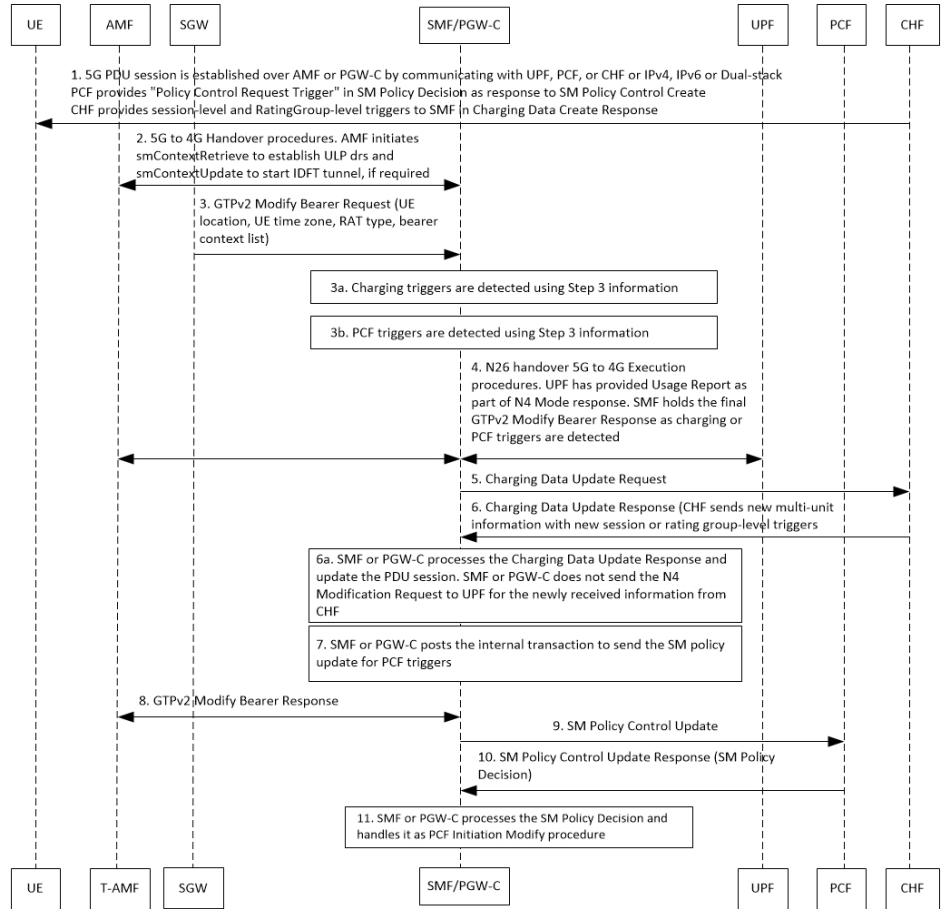 UE AMF SGW SMF/PGW-C UPF PCF CHF
1. 5G PDU session is established over AMF or PGW-C by communicating with UPF, PCF, or CHF or IPv4, IPv6 or Dual-stack
PCF provides "Policy Control Request Trigger" in SM Policy Decision as response to SM Policy Control Create
CHF provides session-level and RatingGroup-level triggers to SMF in Charging Data Create Response
2. 5G to 4G Handover procedures. AMF initiates
smContextRetrieve to establish ULP drs and
smContextUpdate to start IDFT tunnel, if required
3. GTPv2 Modify Bearer Request (UE
location, UE time zone, RAT type, bearer
context list)
3a. Charging triggers are detected using Step 3 information
3b. PCF triggers are detected using Step 3 information
4. N26 handover 5G to 4G Execution
procedures. UPF has provided Usage Report as
part of N4 Mode response. SMF holds the final
GTPv2 Modify Bearer Response as charging or
PCF triggers are detected
5. Charging Data Update Request
6. Charging Data Update Response (CHF sends new multi-unit
information with new session or rating group-level triggers
6a. SMF or PGW-C processes the Charging Data Update Response and
update the PDU session. SMF or PGW-C does not send the N4
Modification Request to UPF for the newly received information from
CHF
7. SMF or PGW-C posts the internal transaction to send the SM policy
update for PCF triggers
8. GTPv2 Modify Bearer Response
9. SM Policy Control Update
10. SM Policy Control Update Response (SM Policy
Decision)
11. SMF or PGW-C processes the SM Policy Decision and
handles it as PCF Initiation Modify procedure
UE T-AMF SGW SMF/PGW-C UPF PCF CHF